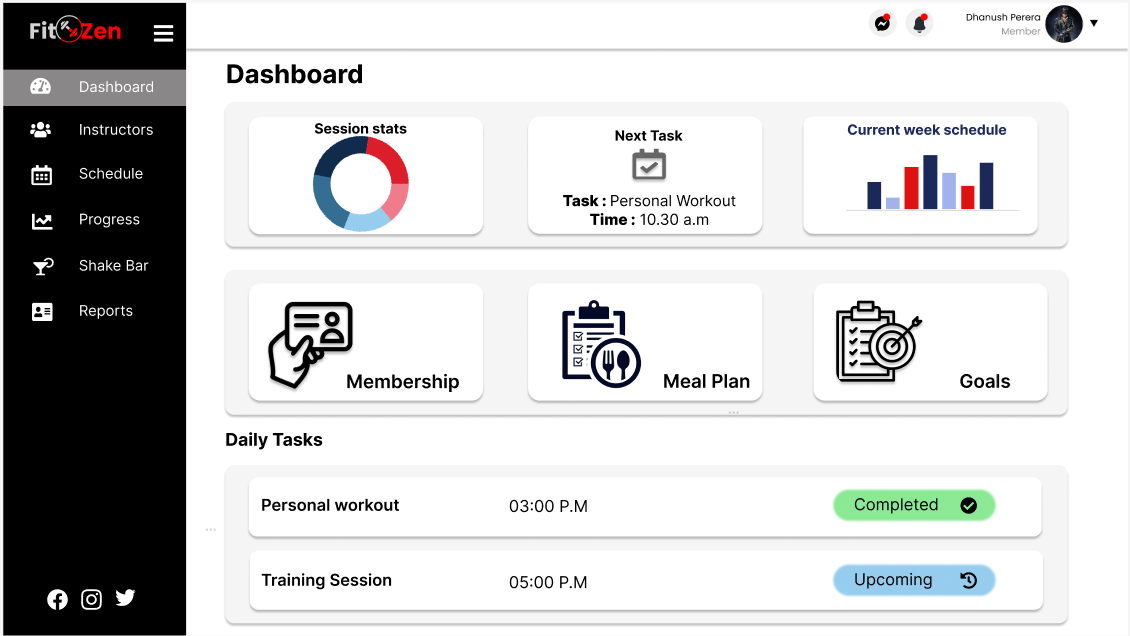 Fit Zen
Dhanush Perera
Member
Dashboard
Instructors
Schedule
Progress
Shake Bar
Reports
Dashboard
Session stats
Next Task
Task : Personal Workout
Time : 10.30 a.m
Current week schedule
Membership
Meal Plan
Goals
Daily Tasks
Personal workout
03:00 P.M
Completed
Training Session
05:00 P.M
Upcoming